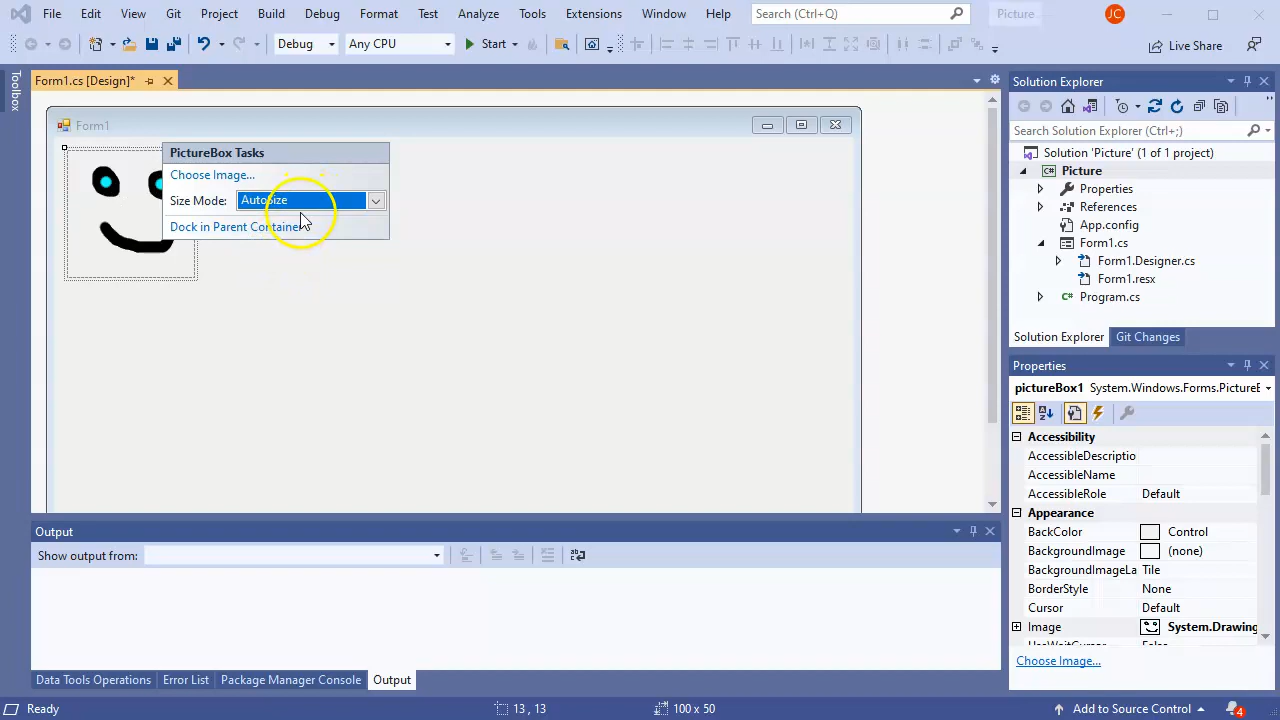 File Edit View Git Project Build Debug Format Test Analyze Tools Extensions Window Help Search (Ctrl+Q) Picture JC
Debug Any CPU Start Live Share
Toolbox
Form1.cs [Design]*
Form1
PictureBox Tasks
Choose Image...
Size Mode: AutoSize
Dock in Parent Container
Solution Explorer
Search Solution Explorer (Ctrl+;)
Solution 'Picture' (1 of 1 project)
Picture
Properties
References
App.config
Form1.cs
Form1.Designer.cs
Form1.resx
Program.cs
Solution Explorer Git Changes
Properties
pictureBox1 System.Windows.Forms.PictureB
Accessibility
AccessibleDescriptio
AccessibleName
AccessibleRole Default
Appearance
BackColor Control
BackgroundImage (none)
BackgroundImageLa Tile
BorderStyle None
Cursor Default
Image System.Drawing
UseWaitCursor False
Choose Image...
Output
Show output from:
Data Tools Operations Error List Package Manager Console Output
Ready 13 , 13 100 x 50 Add to Source Control 4